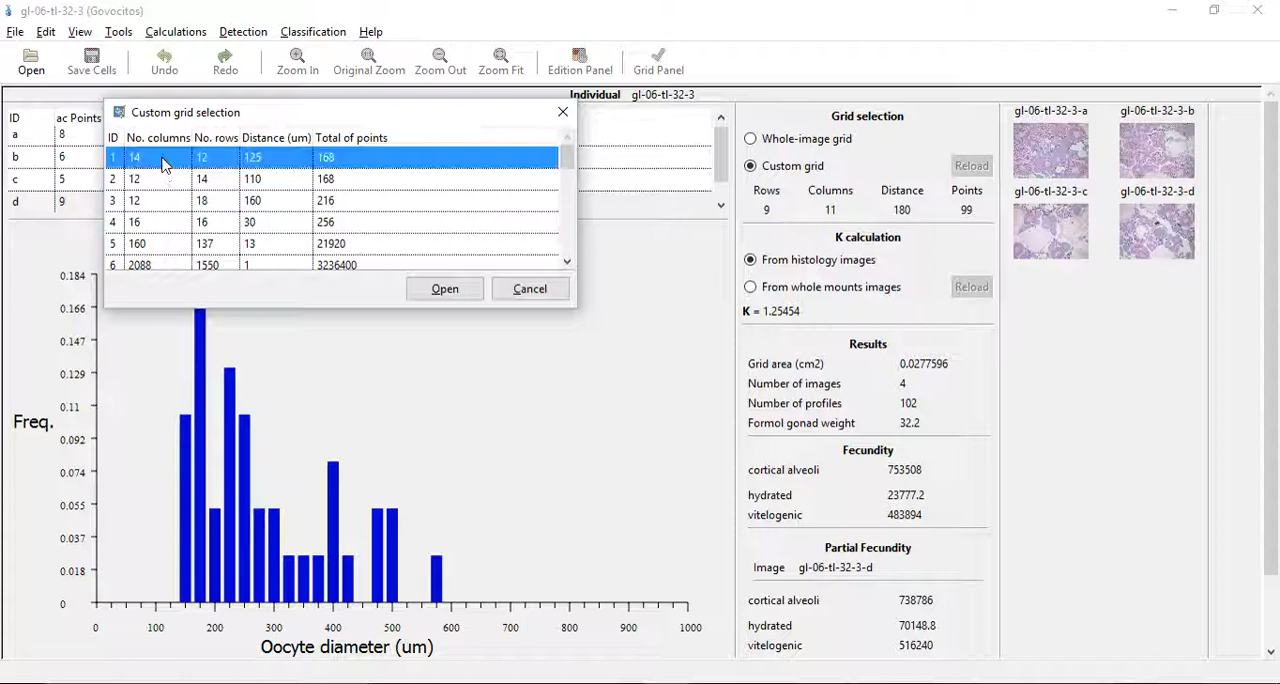 gl-06-tl-32-3 (Govocitos)
File Edit View Tools Calculations Detection Classification Help
Open Save Cells Undo Redo Zoom In Original Zoom Zoom Out Zoom Fit Edition Panel Grid Panel
Individual gl-06-tl-32-3
ID ac Points
a 8
b 6
c 5
d 9
Custom grid selection
ID No. columns No. rows Distance (um) Total of points
1 14 12 125 168
2 12 14 110 168
3 12 18 160 216
4 16 16 30 256
5 160 137 13 21920
6 2088 1550 1 3236400
Open Cancel
0.184
0.166
0.147
0.129
0.11
0.092
0.074
0.055
0.037
0.018
0
Freq.
0 100 200 300 400 500 600 700 800 900 1000
Oocyte diameter (um)
Grid selection
Whole-image grid
Custom grid Reload
Rows Columns Distance Points
9 11 180 99
K calculation
From histology images
From whole mounts images Reload
K = 1.25454
Results
Grid area (cm2) 0.0277596
Number of images 4
Number of profiles 102
Formol gonad weight 32.2
Fecundity
cortical alveoli 753508
hydrated 23777.2
vitelogenic 483894
Partial Fecundity
Image gl-06-tl-32-3-d
cortical alveoli 738786
hydrated 70148.8
vitelogenic 516240
gl-06-tl-32-3-a gl-06-tl-32-3-b
gl-06-tl-32-3-c gl-06-tl-32-3-d